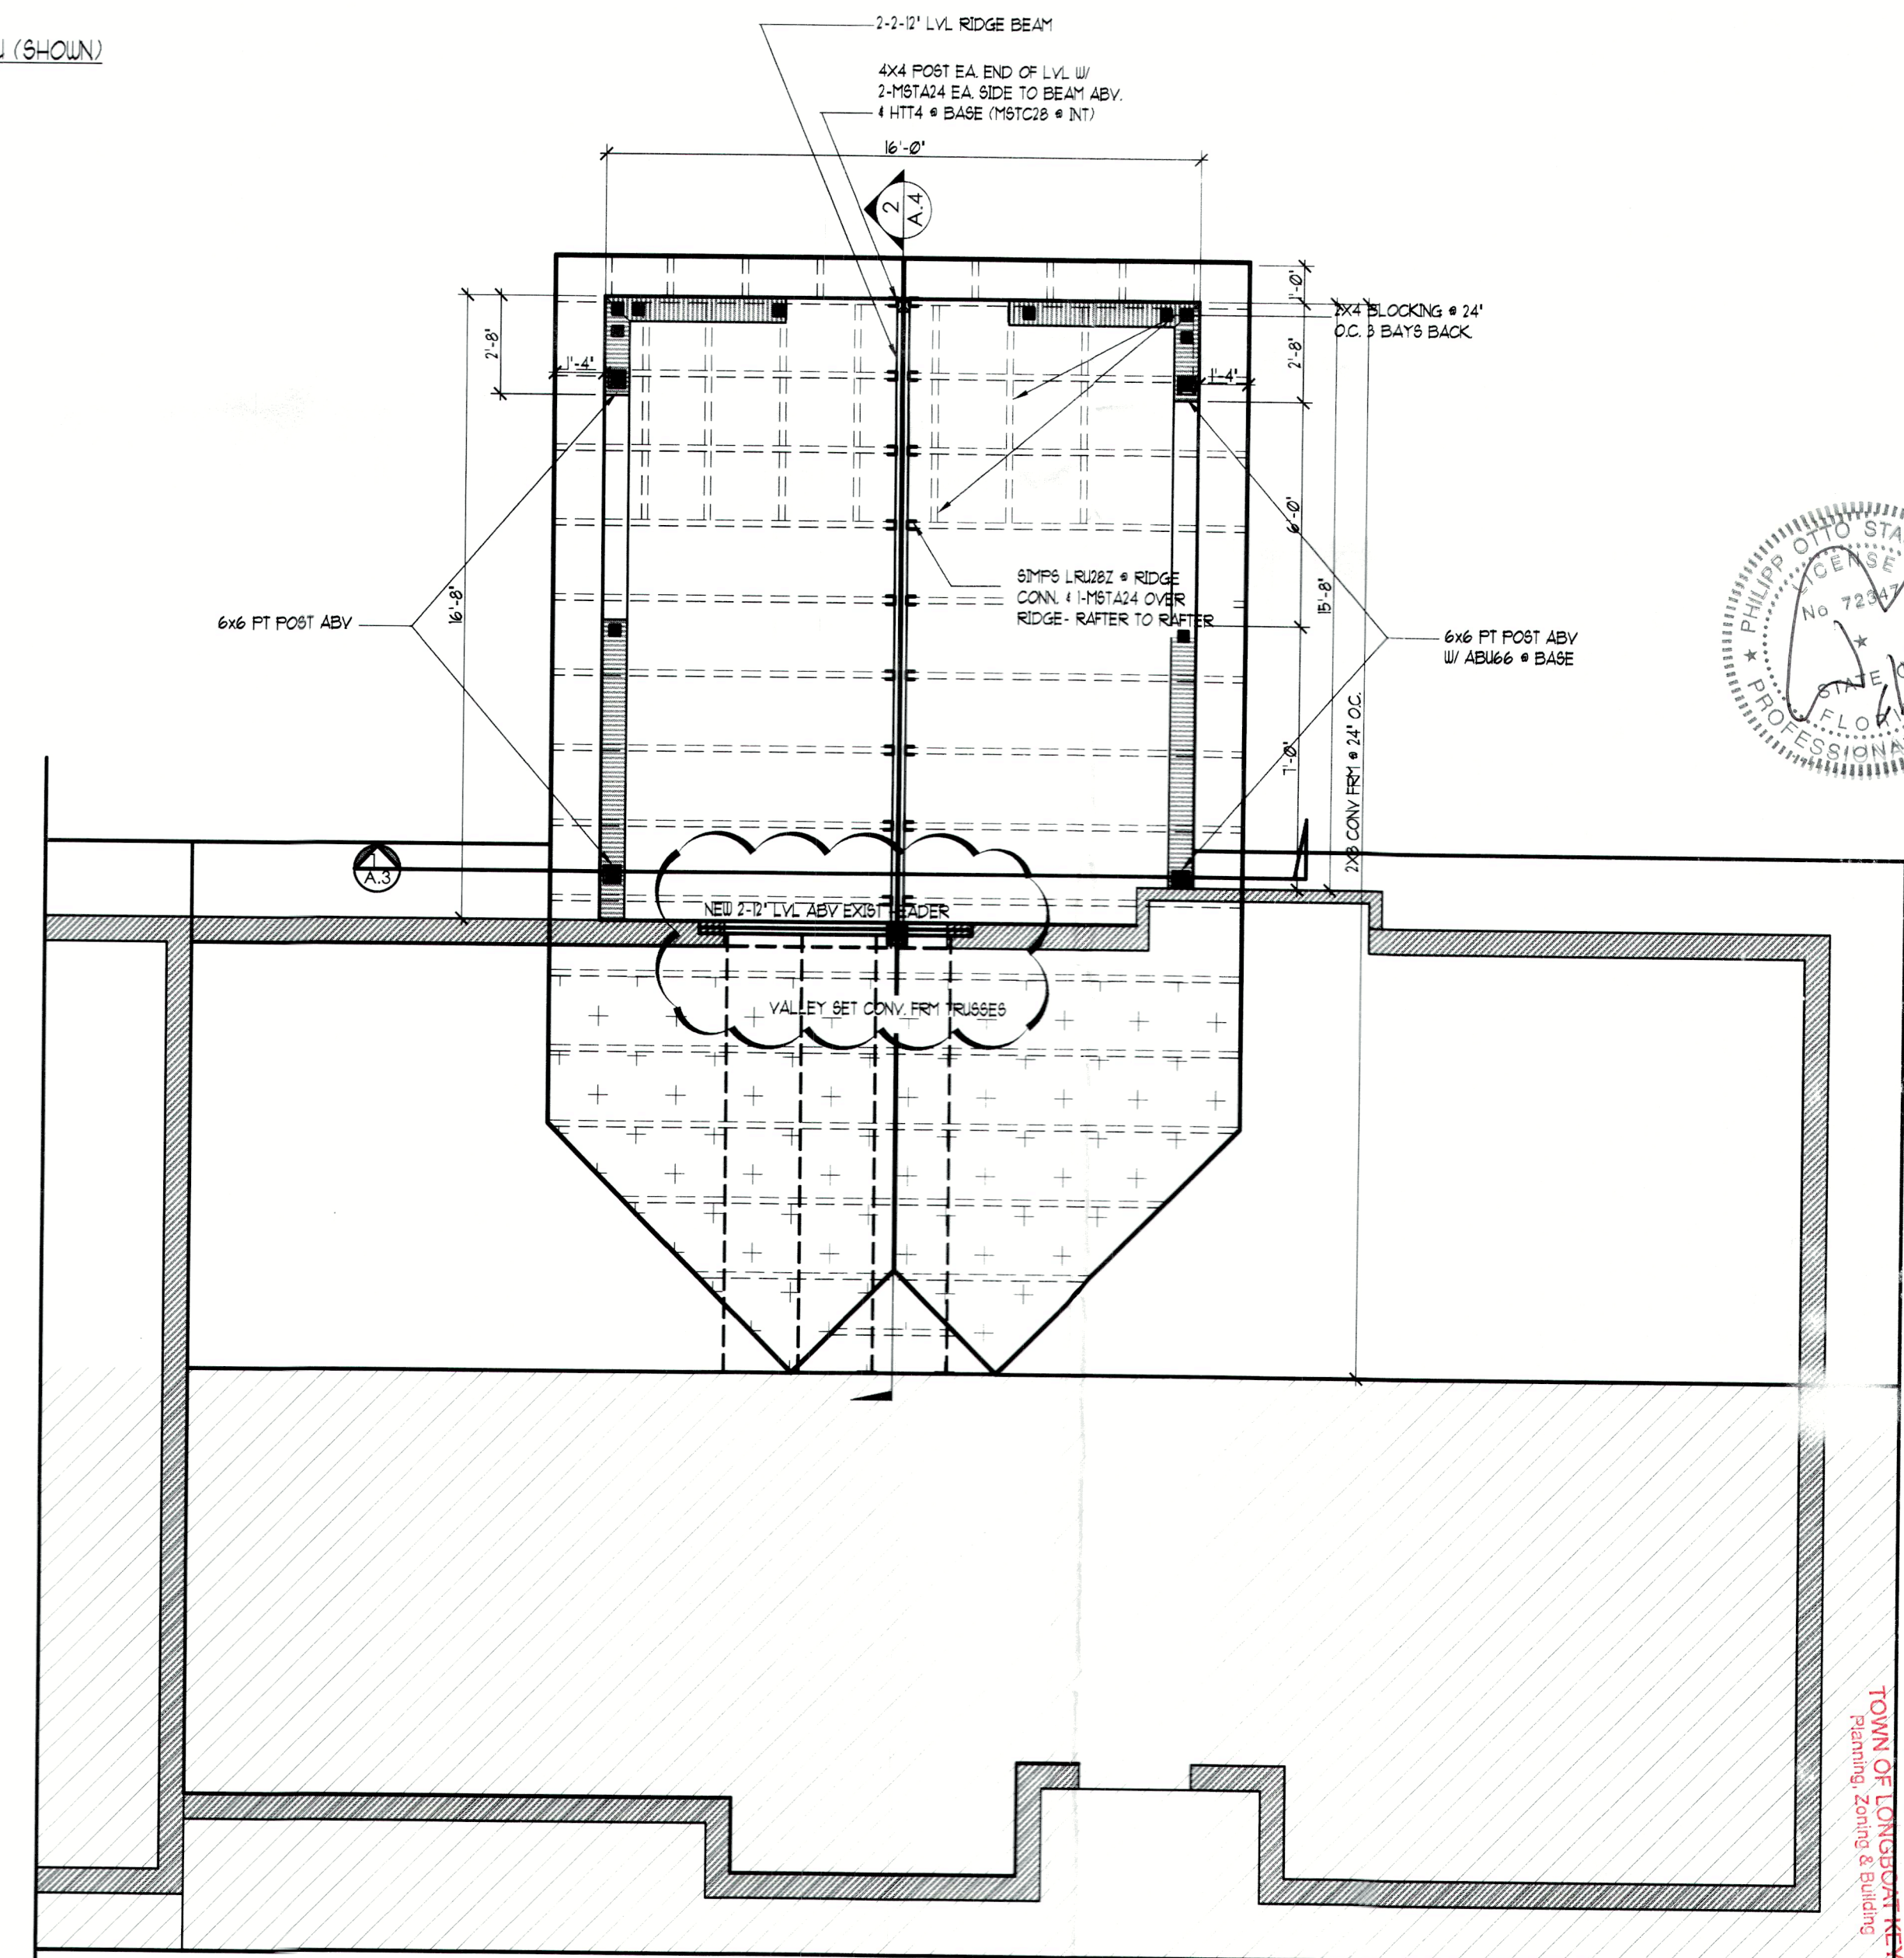 (SHOWN)
2-2-12" LVL RIDGE BEAM
4X4 POST EA. END OF LVL W/
2-MSTA24 EA. SIDE TO BEAM ABV.
& HTT4 @ BASE (MSTC28 @ INT)
16'-0"
2
A.4
1'-0"
2X4 BLOCKING @ 24"
O.C. 3 BAYS BACK
2'-8"
2'-8"
1'-4"
1'-4"
6'-0"
SIMPS LRU28Z @ RIDGE
CONN. & 1-MSTA24 OVER
RIDGE- RAFTER TO RAFTER
16'-8"
15'-8"
6x6 PT POST ABV
6x6 PT POST ABV
W/ ABU66 @ BASE
PHILIPP OTTO STA
LICENSE
No 72347
STATE O
FLORI
PROFESSIONA
7'-0"
2X8 CONV FRM @ 24" O.C.
1
A.3
NEW 2-12" LVL ABV EXIST HEADER
VALLEY SET CONV. FRM TRUSSES
TOWN OF LONGBOAT KEY
Planning, Zoning & Building